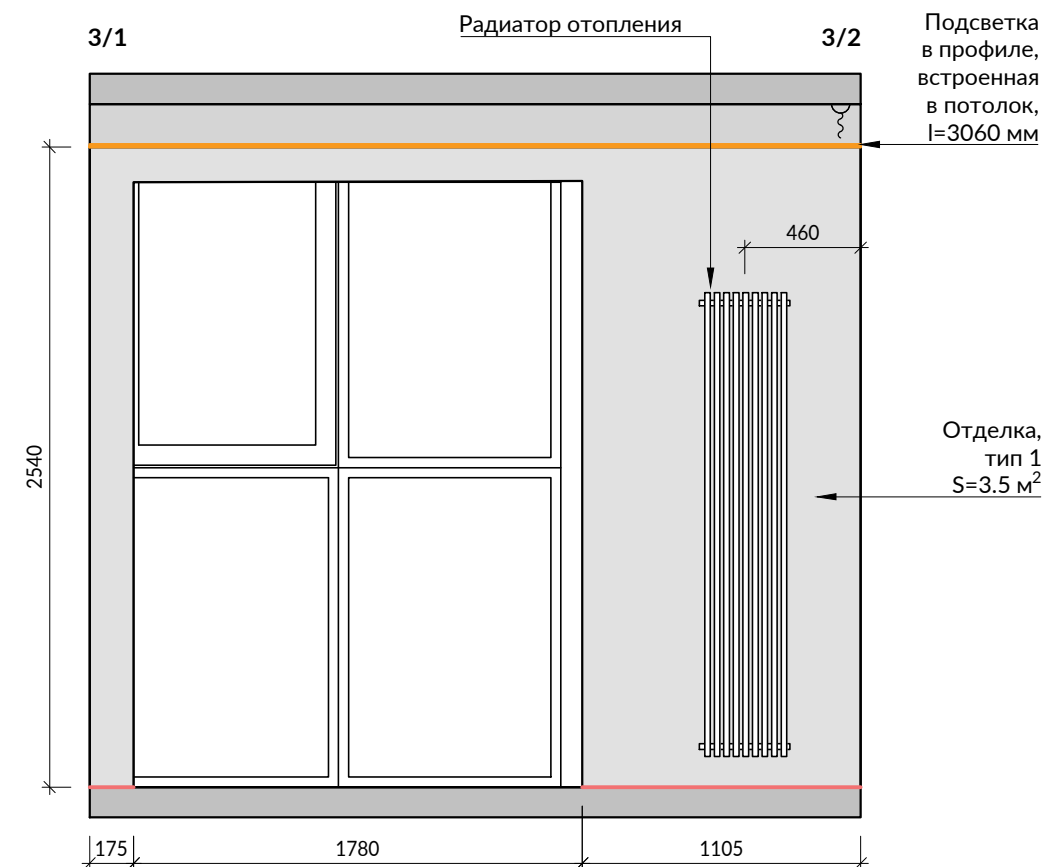 3/1
Радиатор отопления
3/2
Подсветка
в профиле,
встроенная
в потолок,
l=3060 мм
460
2540
Отделка,
тип 1
S=3.5 м²
175
1780
1105